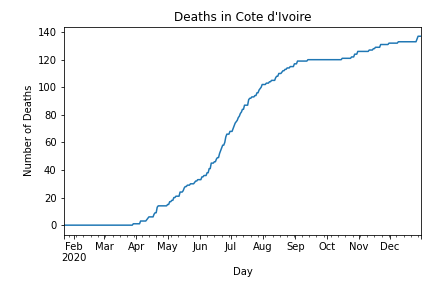 Deaths in Cote d'Ivoire
140
120
100
80
60
40
20
0
Number of Deaths
Feb Mar Apr May Jun Jul Aug Sep Oct Nov Dec
2020
Day